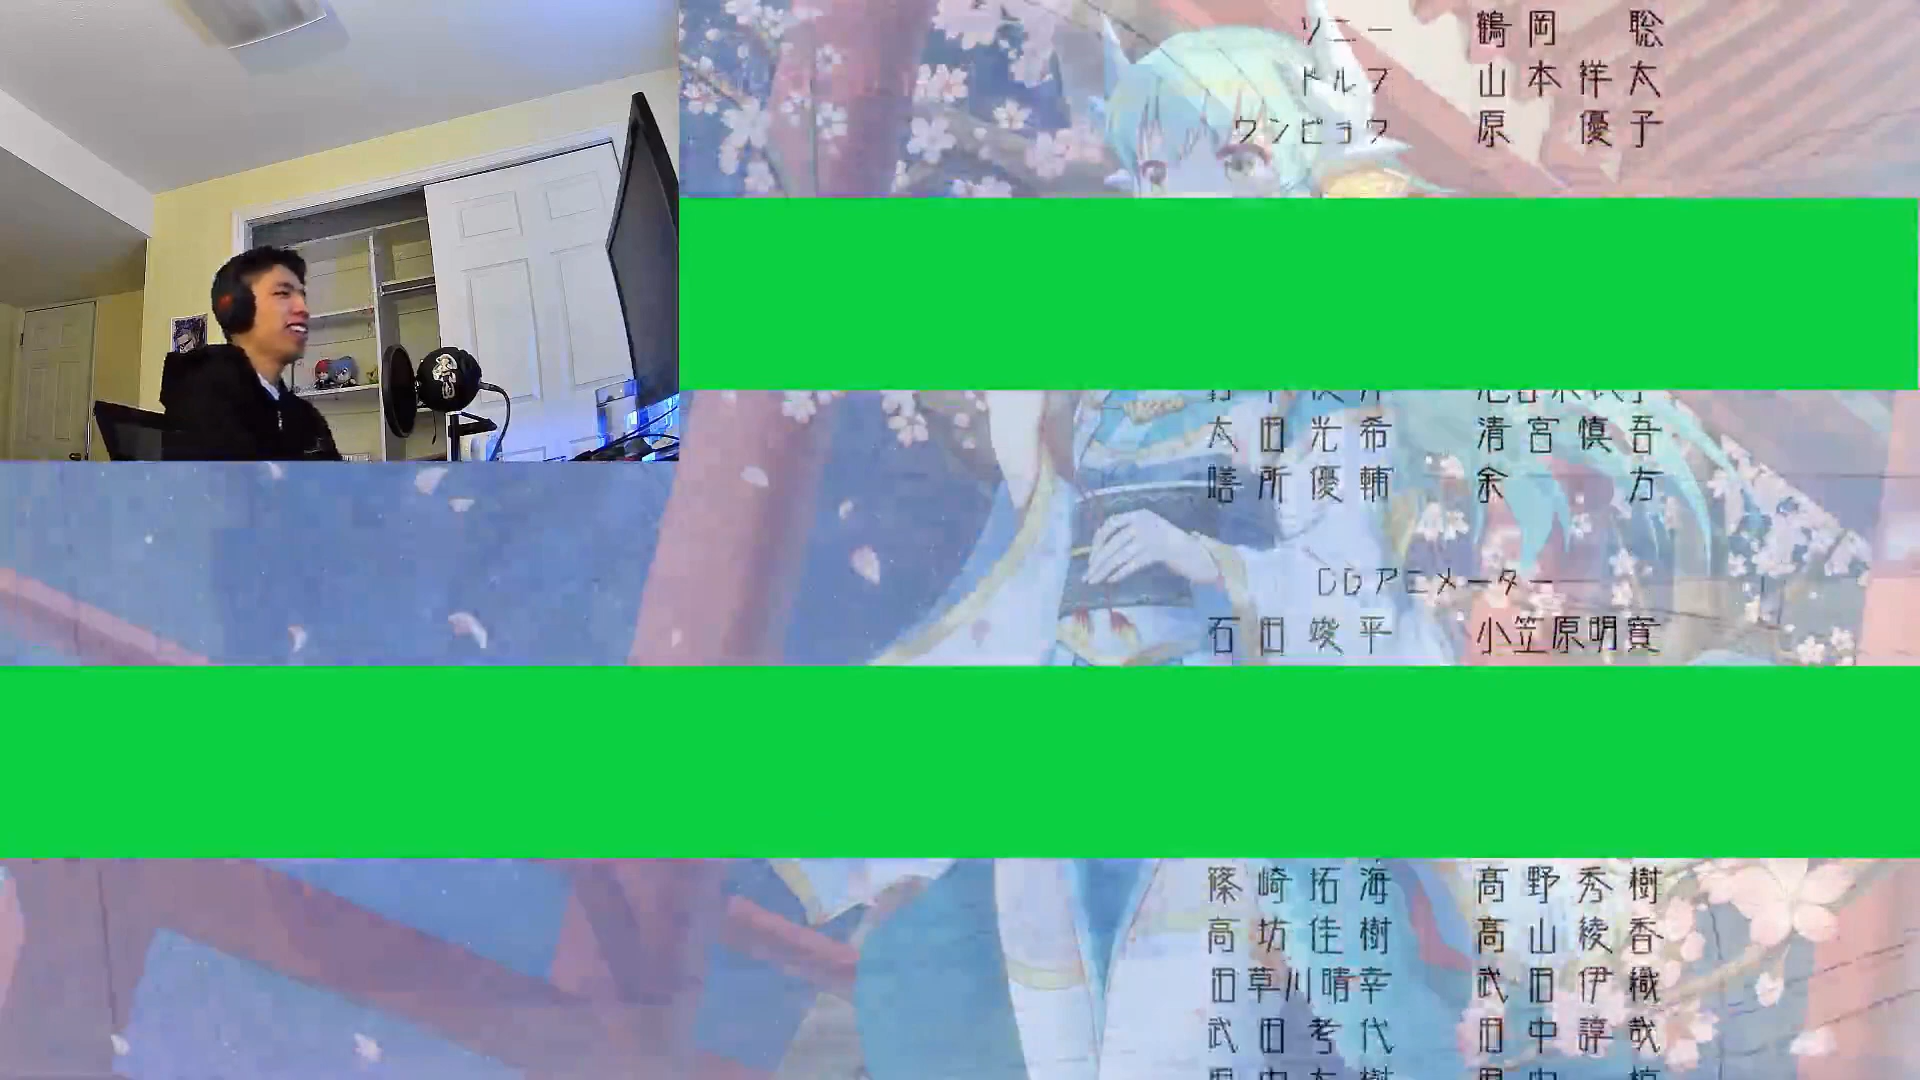 ソニー 鶴岡 聡
ドルフ 山本祥太
ウンピョウ 原 優子
太田光希 清宮慎吾
膳所優輔 余 方
CGアニメーター
石田竣平 小笠原明寛
篠崎拓海 髙野秀樹
高坊佳樹 髙山綾香
田草川晴幸 武田伊織
武田考代 田中諄哉